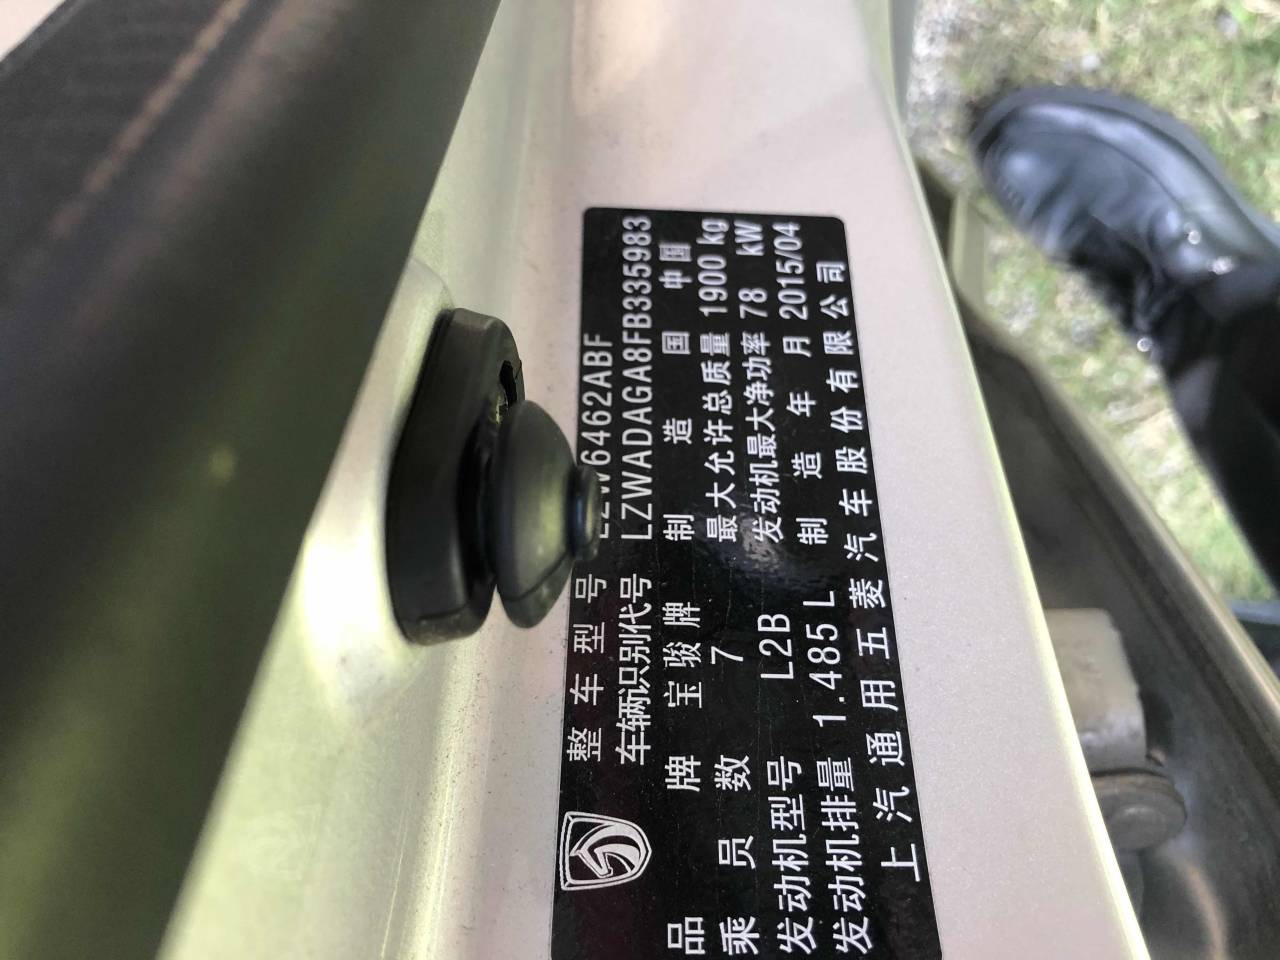 整车型号 LZW6462ABF
车辆识别代号 LZWADAGA8FB335983
品牌 宝骏牌 制造国 中国
乘员数 7 最大允许总质量 1900 kg
发动机型号 L2B 发动机最大净功率 78 kW
发动机排量 1.485 L 制造年月 2015/04
上汽通用五菱汽车股份有限公司